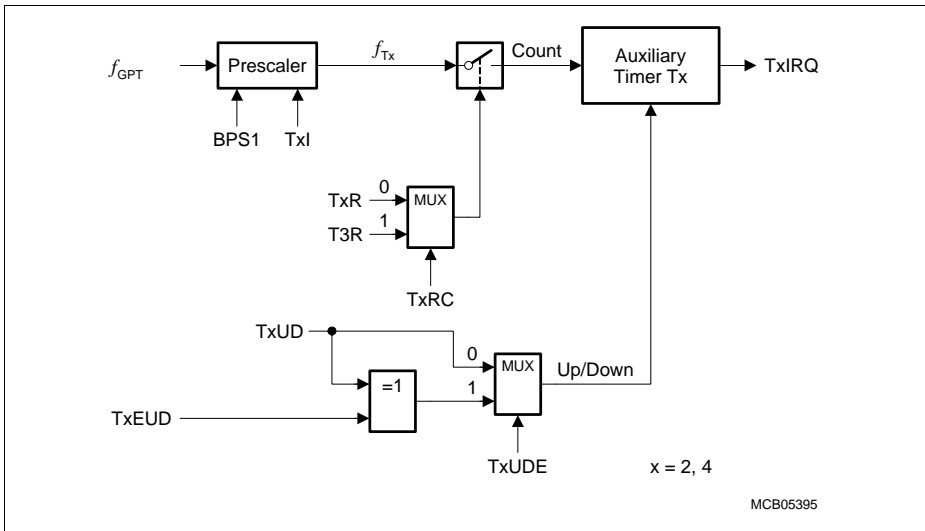 f_GPT
Prescaler
f_Tx
Count
Auxiliary
Timer Tx
TxIRQ
BPS1
TxI
TxR
0
MUX
T3R
1
TxRC
TxUD
0
MUX
Up/Down
=1
1
TxEUD
TxUDE
x = 2, 4
MCB05395